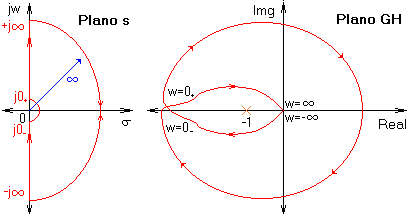 jw
Plano s
+j∞
∞
j0+
0
j0-
σ
-j∞
Img
Plano GH
w=0+
w=∞
w=-∞
w=0-
-1
Real